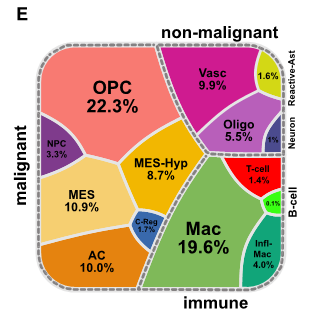 E
non-malignant
OPC
22.3%
Vasc
9.9%
1.6%
Reactive-Ast
Oligo
5.5%
1%
Neuron
NPC
3.3%
MES-Hyp
8.7%
T-cell
1.4%
0.1%
B-cell
malignant
MES
10.9%
C-Reg
1.7%
Mac
19.6%
Infl-
Mac
4.0%
AC
10.0%
immune